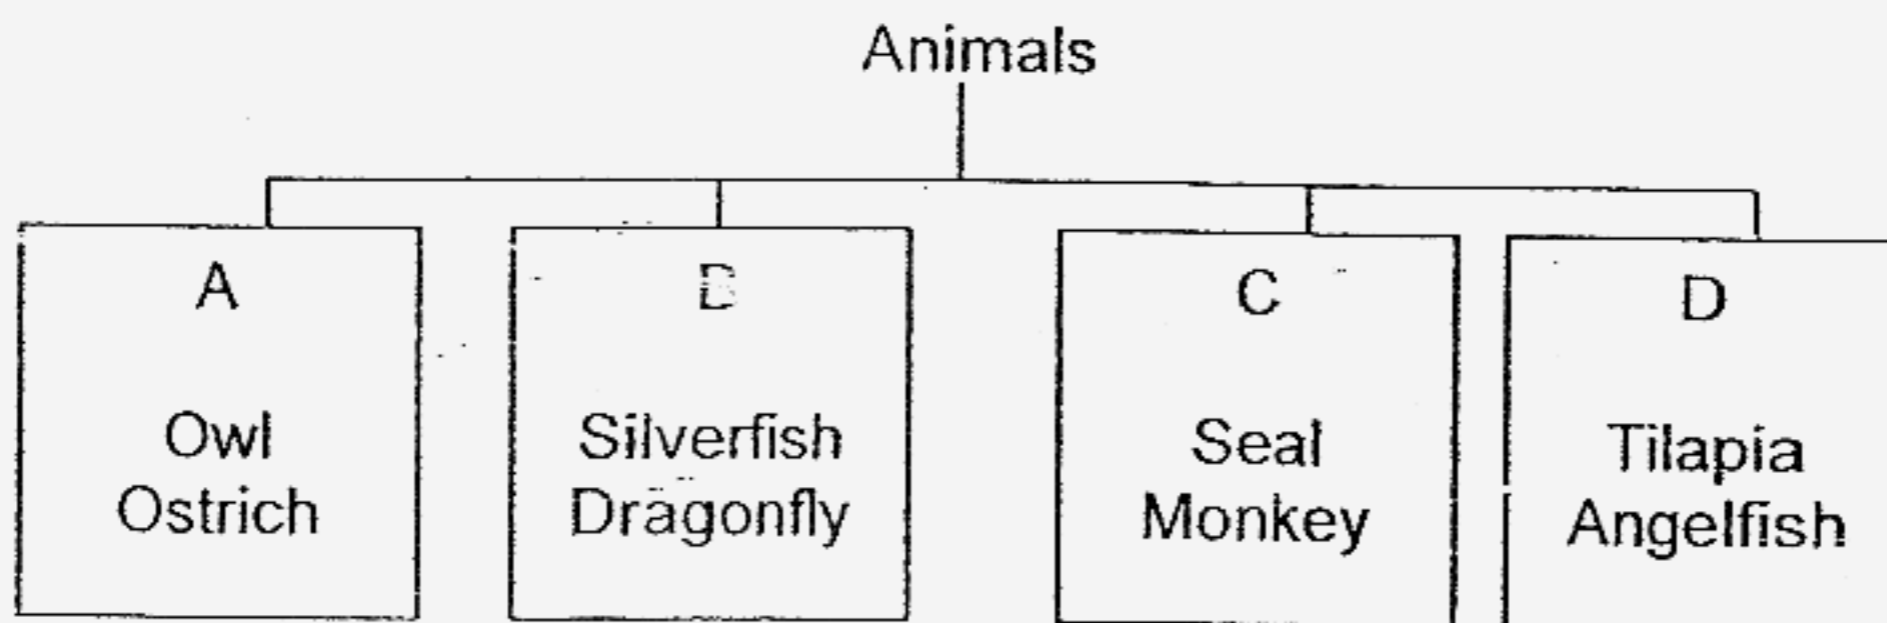 Animals
A
Owl
Ostrich
B
Silverfish
Dragonfly
C
Seal
Monkey
D
Tilapia
Angelfish